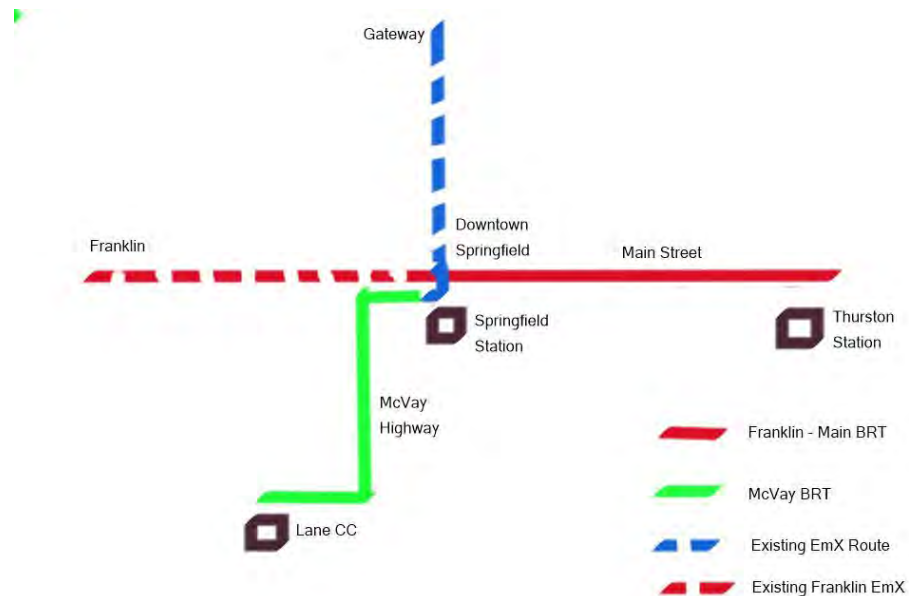 Gateway
Downtown
Springfield
Franklin
Main Street
Springfield
Station
Thurston
Station
McVay
Highway
Lane CC
Franklin - Main BRT
McVay BRT
Existing EmX Route
Existing Franklin EmX